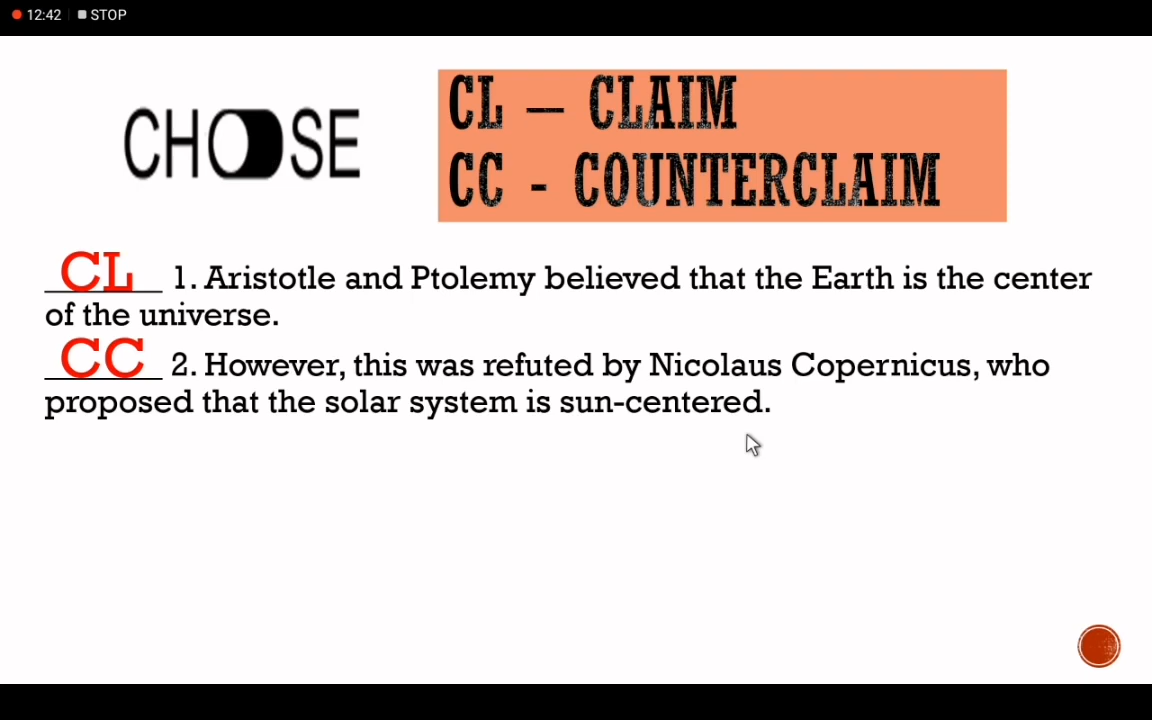 12:42 STOP
CHOOSE
CL – CLAIM
CC - COUNTERCLAIM
CL 1. Aristotle and Ptolemy believed that the Earth is the center
of the universe.
CC 2. However, this was refuted by Nicolaus Copernicus, who
proposed that the solar system is sun-centered.